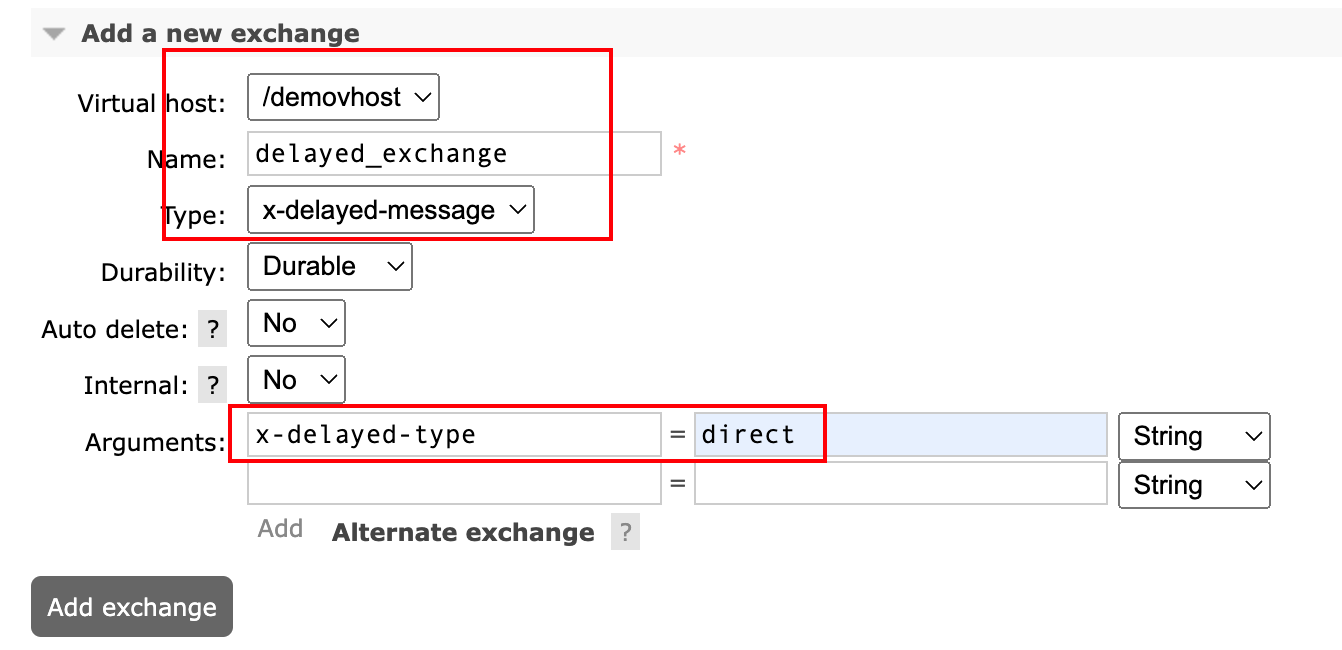 Add a new exchange
Virtual host: /demovhost
Name: delayed_exchange *
Type: x-delayed-message
Durability: Durable
Auto delete: ? No
Internal: ? No
Arguments: x-delayed-type = direct String
= String
Add Alternate exchange ?
Add exchange